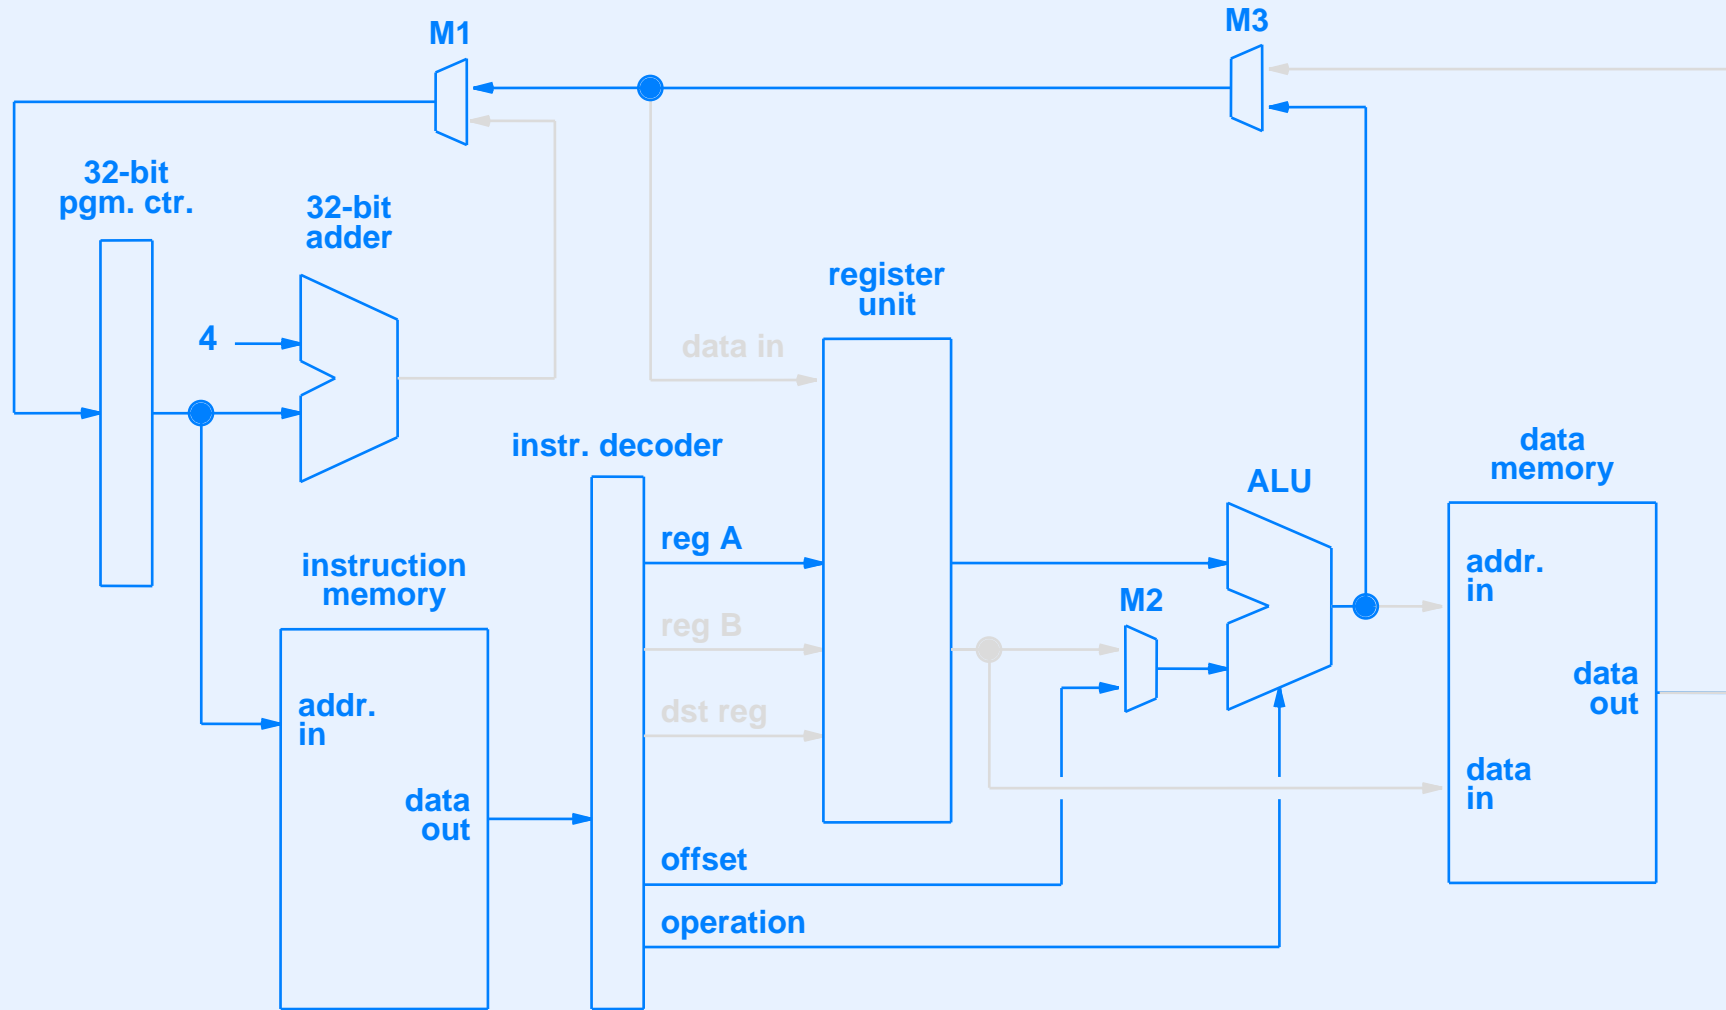 M1
M3
32-bit
pgm. ctr.
32-bit
adder
register
unit
4
data in
instr. decoder
data
memory
ALU
reg A
instruction
memory
addr.
in
M2
reg B
data
out
dst reg
addr.
in
data
in
data
out
offset
operation